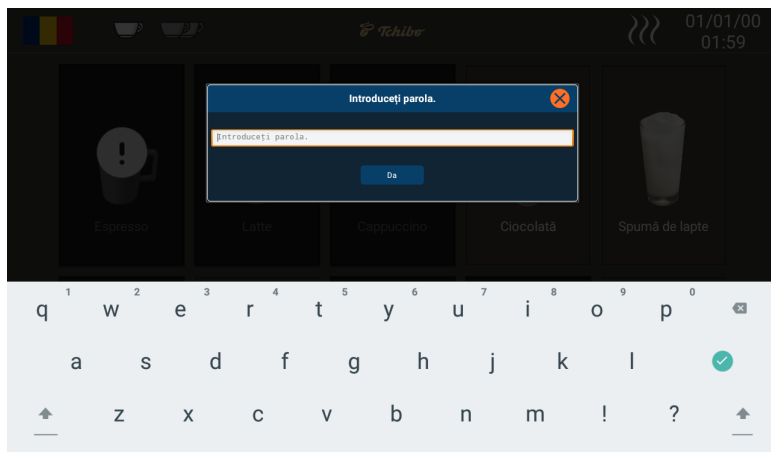 Tchibo
01/01/00
01:59
Introduceți parola.
Introduceți parola.
Da
Espresso
Latte
Cappuccino
Ciocolată
Spumă de lapte
q 1 w 2 e 3 r 4 t 5 y 6 u 7 i 8 o 9 p 0
a s d f g h j k l
z x c v b n m ! ?